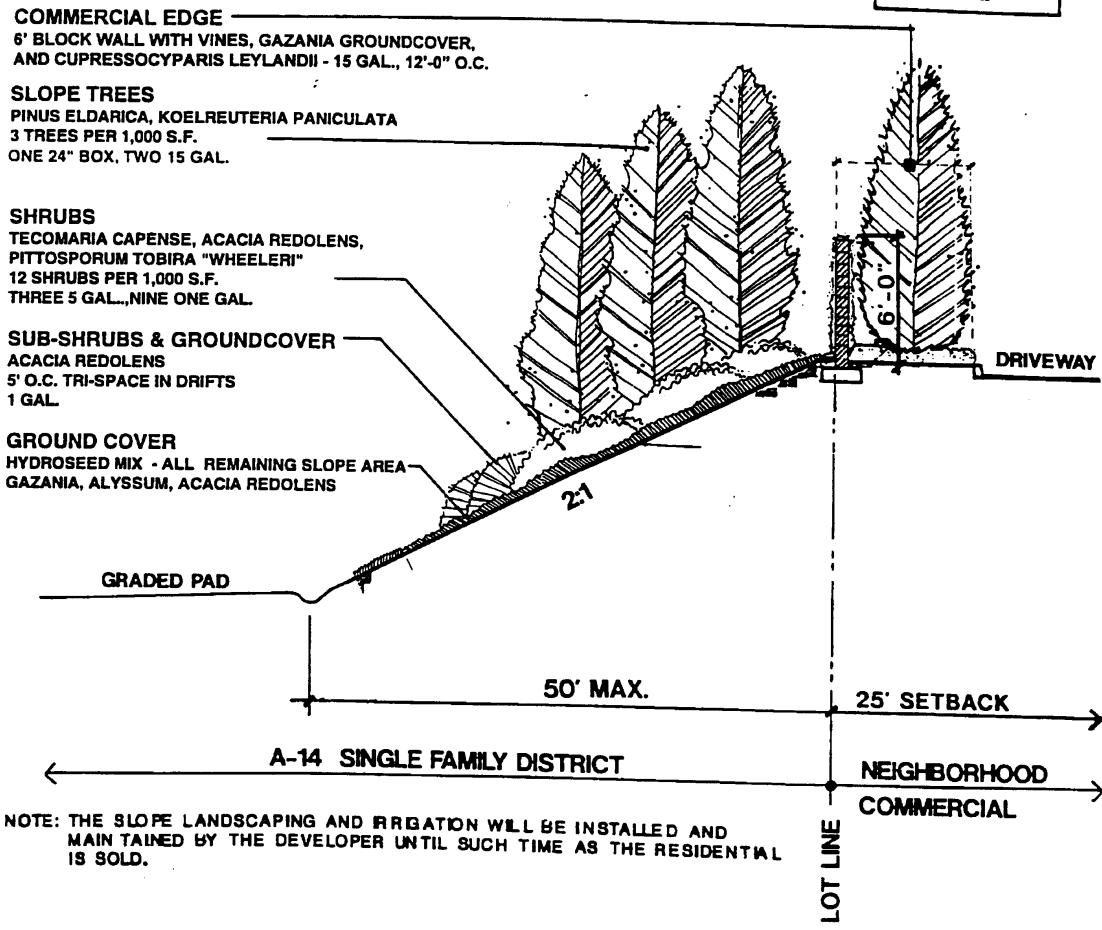 COMMERCIAL EDGE
6' BLOCK WALL WITH VINES, GAZANIA GROUNDCOVER,
AND CUPRESSOCYPARIS LEYLANDII - 15 GAL., 12'-0" O.C.
SLOPE TREES
PINUS ELDARICA, KOELREUTERIA PANICULATA
3 TREES PER 1,000 S.F.
ONE 24" BOX, TWO 15 GAL.
SHRUBS
TECOMARIA CAPENSE, ACACIA REDOLENS,
PITTOSPORUM TOBIRA "WHEELERI"
12 SHRUBS PER 1,000 S.F.
THREE 5 GAL.,NINE ONE GAL.
SUB-SHRUBS & GROUNDCOVER
ACACIA REDOLENS
5' O.C. TRI-SPACE IN DRIFTS
1 GAL.
GROUND COVER
HYDROSEED MIX - ALL REMAINING SLOPE AREA
GAZANIA, ALYSSUM, ACACIA REDOLENS
6'-0"
DRIVEWAY
2:1
GRADED PAD
50' MAX.
25' SETBACK
A-14 SINGLE FAMILY DISTRICT
NEIGHBORHOOD
COMMERCIAL
NOTE: THE SLOPE LANDSCAPING AND IRRIGATION WILL BE INSTALLED AND
MAINTAINED BY THE DEVELOPER UNTIL SUCH TIME AS THE RESIDENTIAL
IS SOLD.
LOT LINE